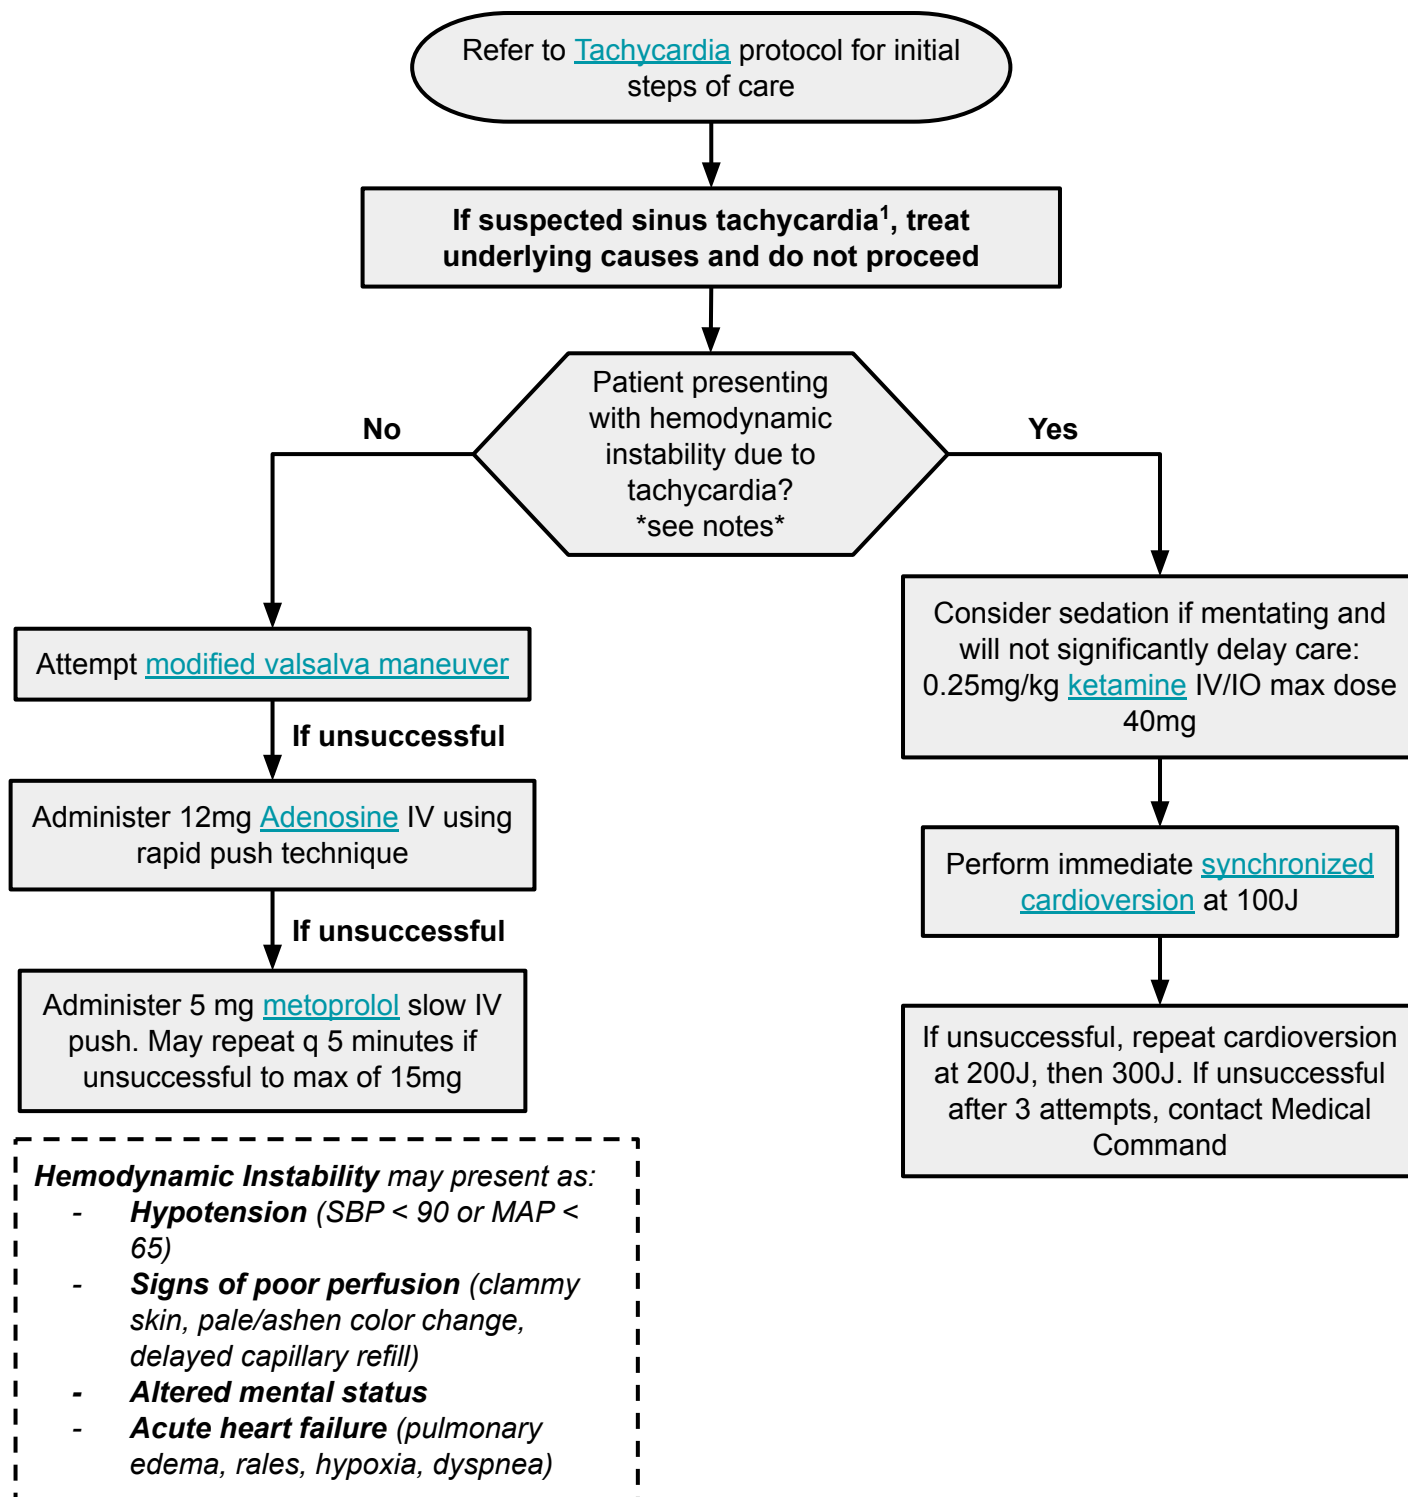 Refer to Tachycardia protocol for initial
steps of care
If suspected sinus tachycardia¹, treat
underlying causes and do not proceed
Patient presenting
with hemodynamic
instability due to
tachycardia?
*see notes*
No
Yes
Attempt modified valsalva maneuver
If unsuccessful
Administer 12mg Adenosine IV using
rapid push technique
If unsuccessful
Administer 5 mg metoprolol slow IV
push. May repeat q 5 minutes if
unsuccessful to max of 15mg
Consider sedation if mentating and
will not significantly delay care:
0.25mg/kg ketamine IV/IO max dose
40mg
Perform immediate synchronized
cardioversion at 100J
If unsuccessful, repeat cardioversion
at 200J, then 300J. If unsuccessful
after 3 attempts, contact Medical
Command
Hemodynamic Instability may present as:
- Hypotension (SBP < 90 or MAP <
65)
- Signs of poor perfusion (clammy
skin, pale/ashen color change,
delayed capillary refill)
- Altered mental status
- Acute heart failure (pulmonary
edema, rales, hypoxia, dyspnea)